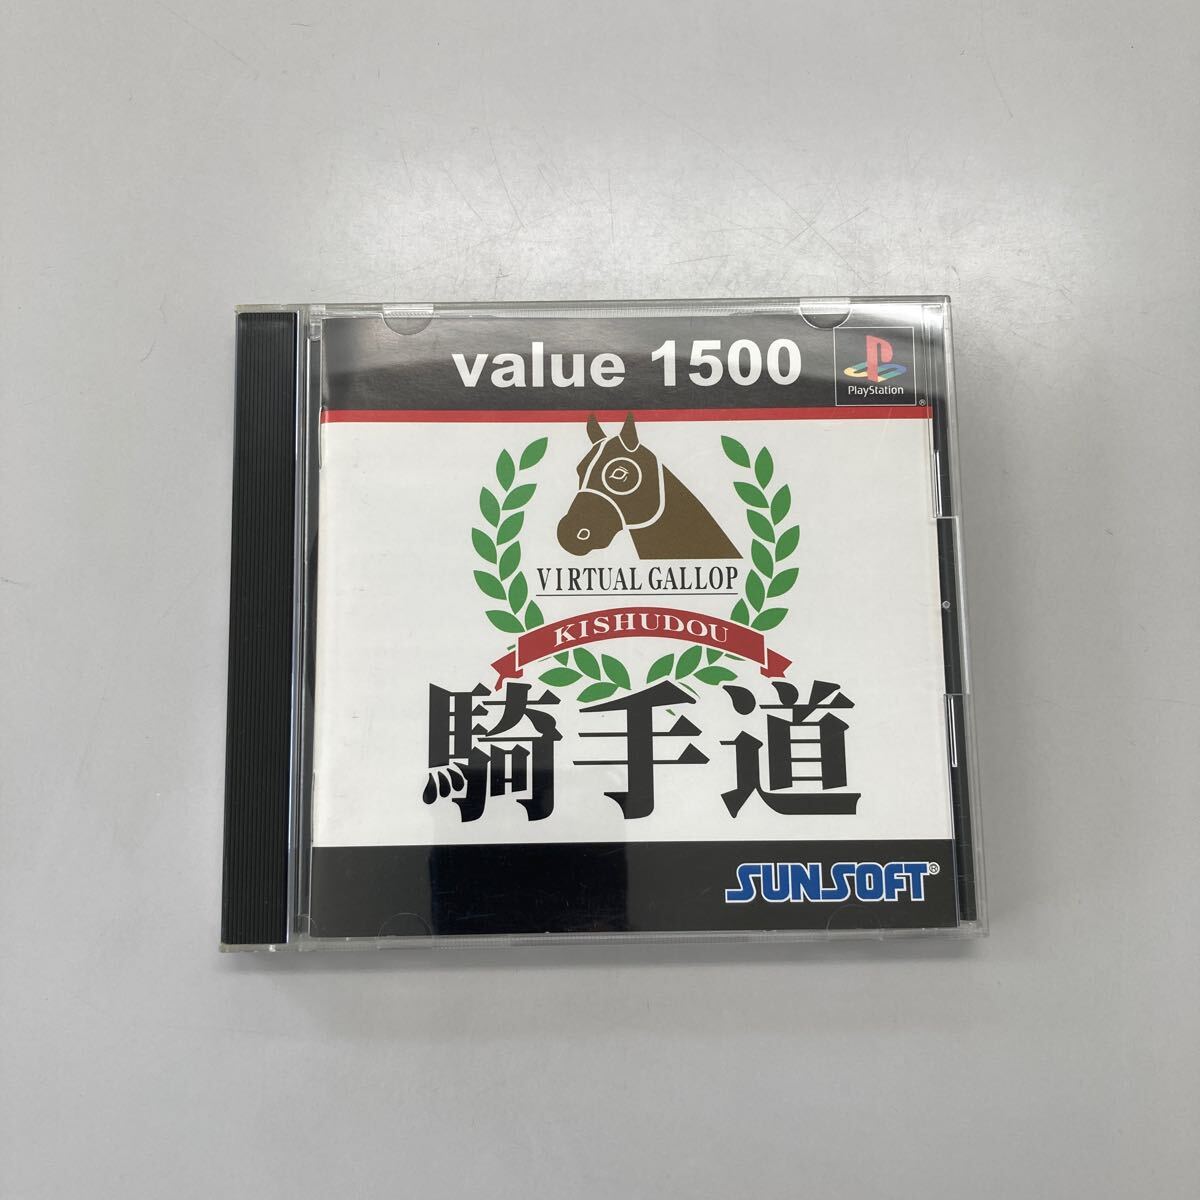 value 1500
PlayStation®
VIRTUAL GALLOP
KISHUDOU
騎手道
SUNSOFT®